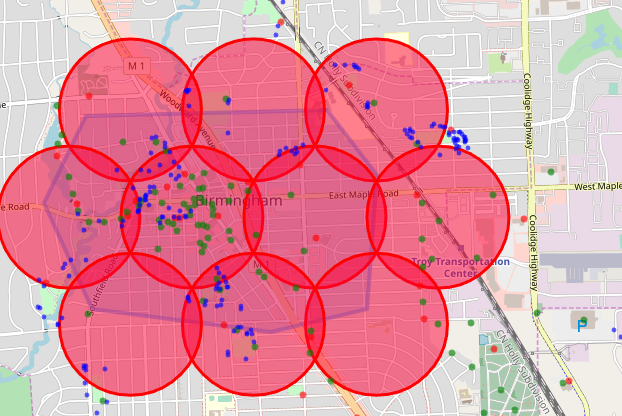 CN Holly Subdivision
M 1
Woodward Avenue
Coolidge Highway
West Maple
East Maple Road
e Road
Birmingham
Coolidge Highway
M 1
Troy Transportation
Center
Southfield Road
P
CN Holly Subdivision